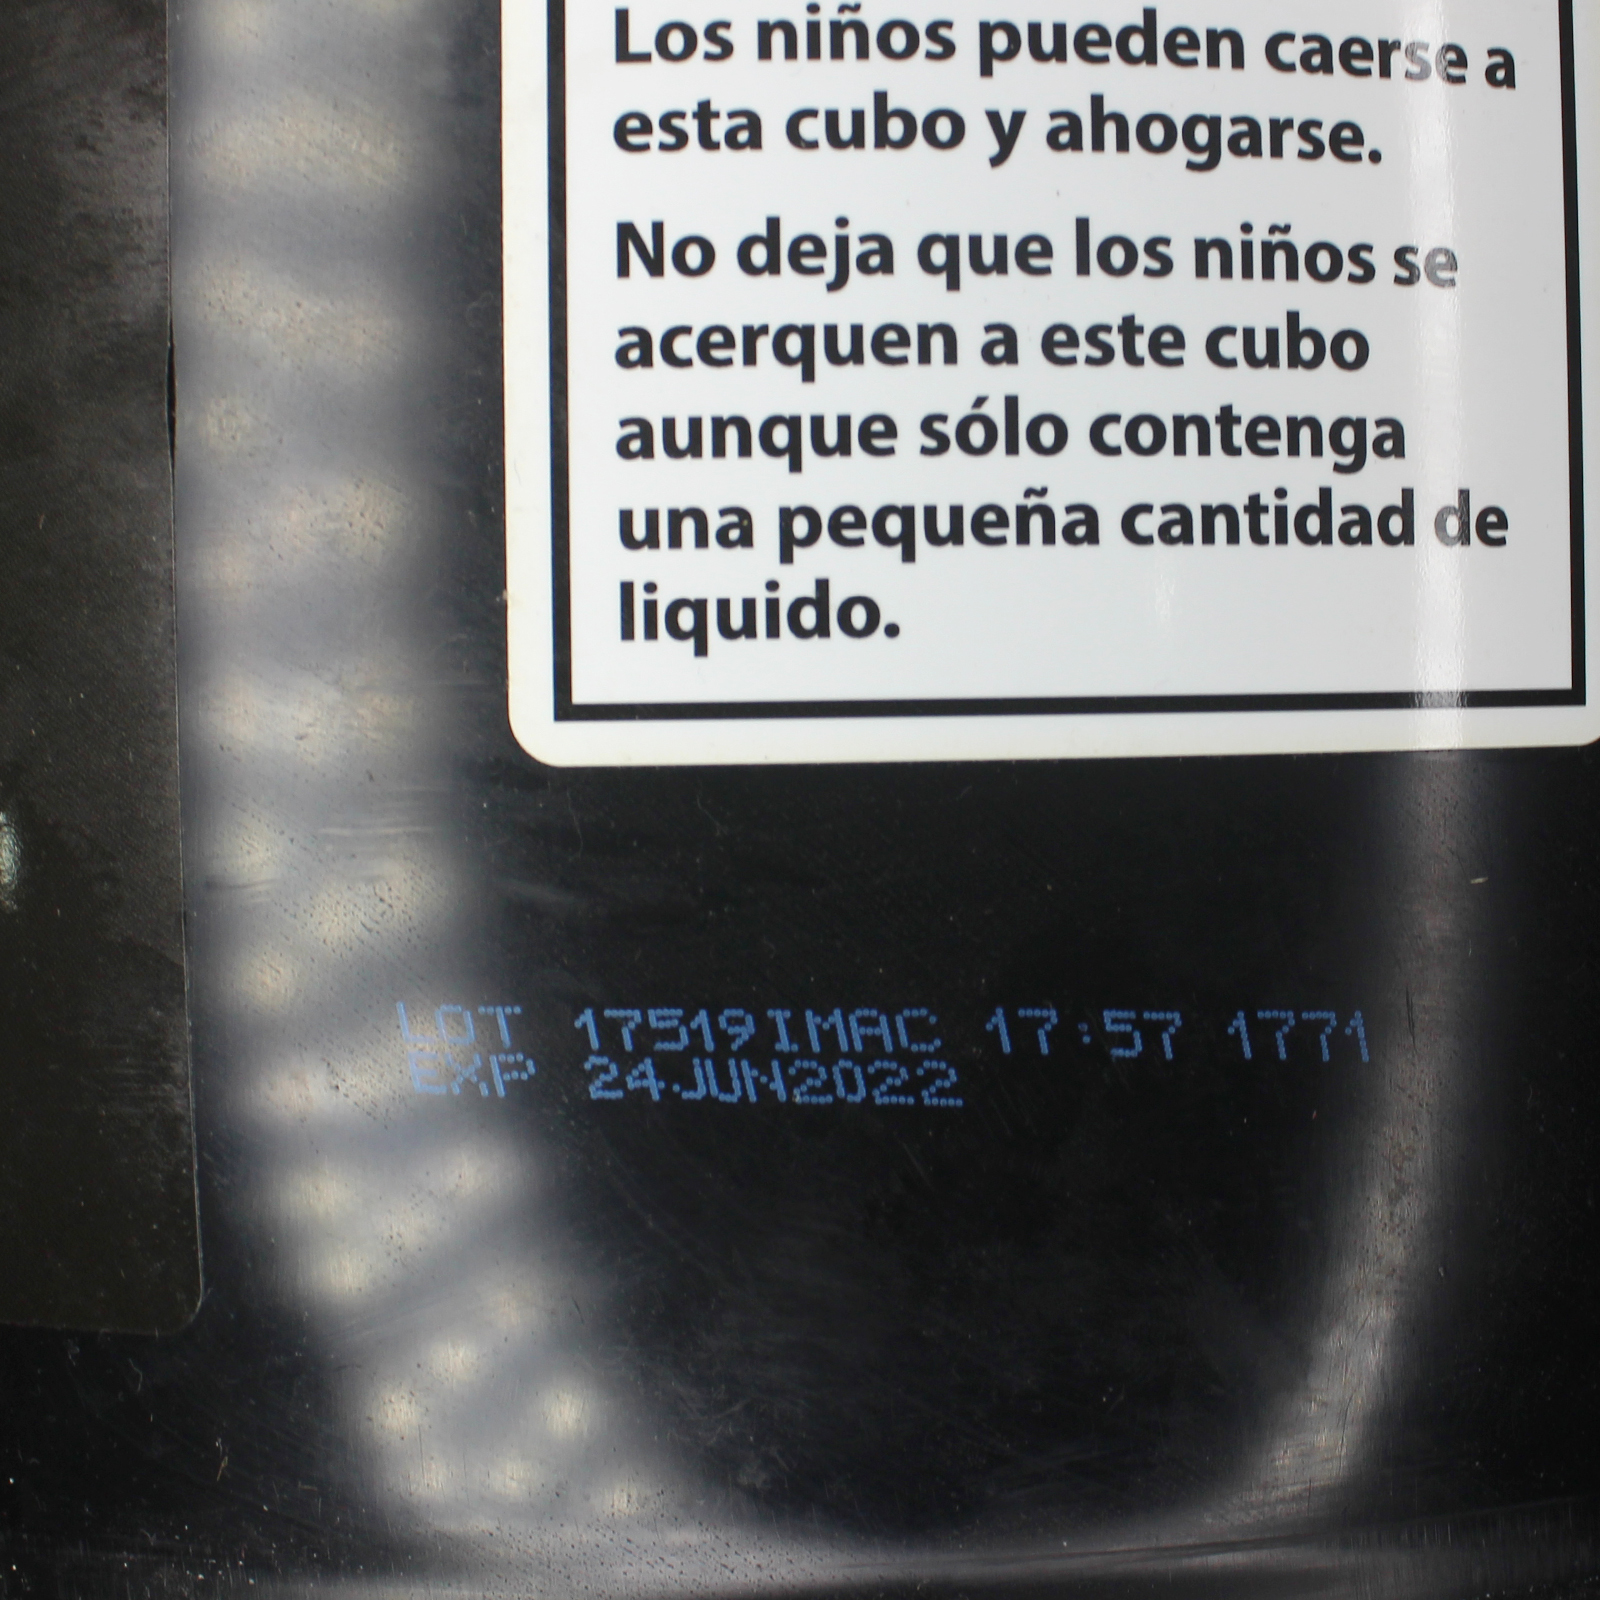 Los niños pueden caerse a
esta cubo y ahogarse.
No deja que los niños se
acerquen a este cubo
aunque sólo contenga
una pequeña cantidad de
liquido.
LOT 17519IMAC 17:57 1771
EXP 24JUN2022